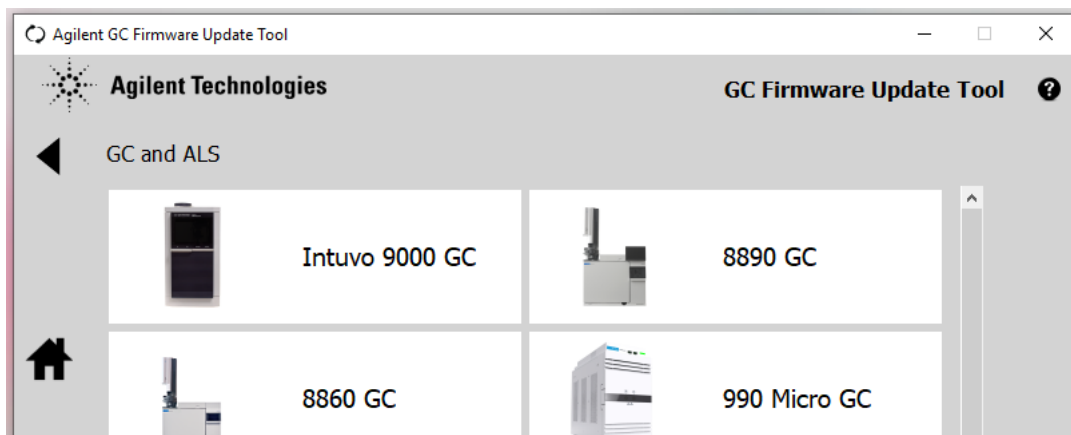 Agilent GC Firmware Update Tool
Agilent Technologies
GC Firmware Update Tool
?
GC and ALS
Intuvo 9000 GC
8890 GC
8860 GC
990 Micro GC